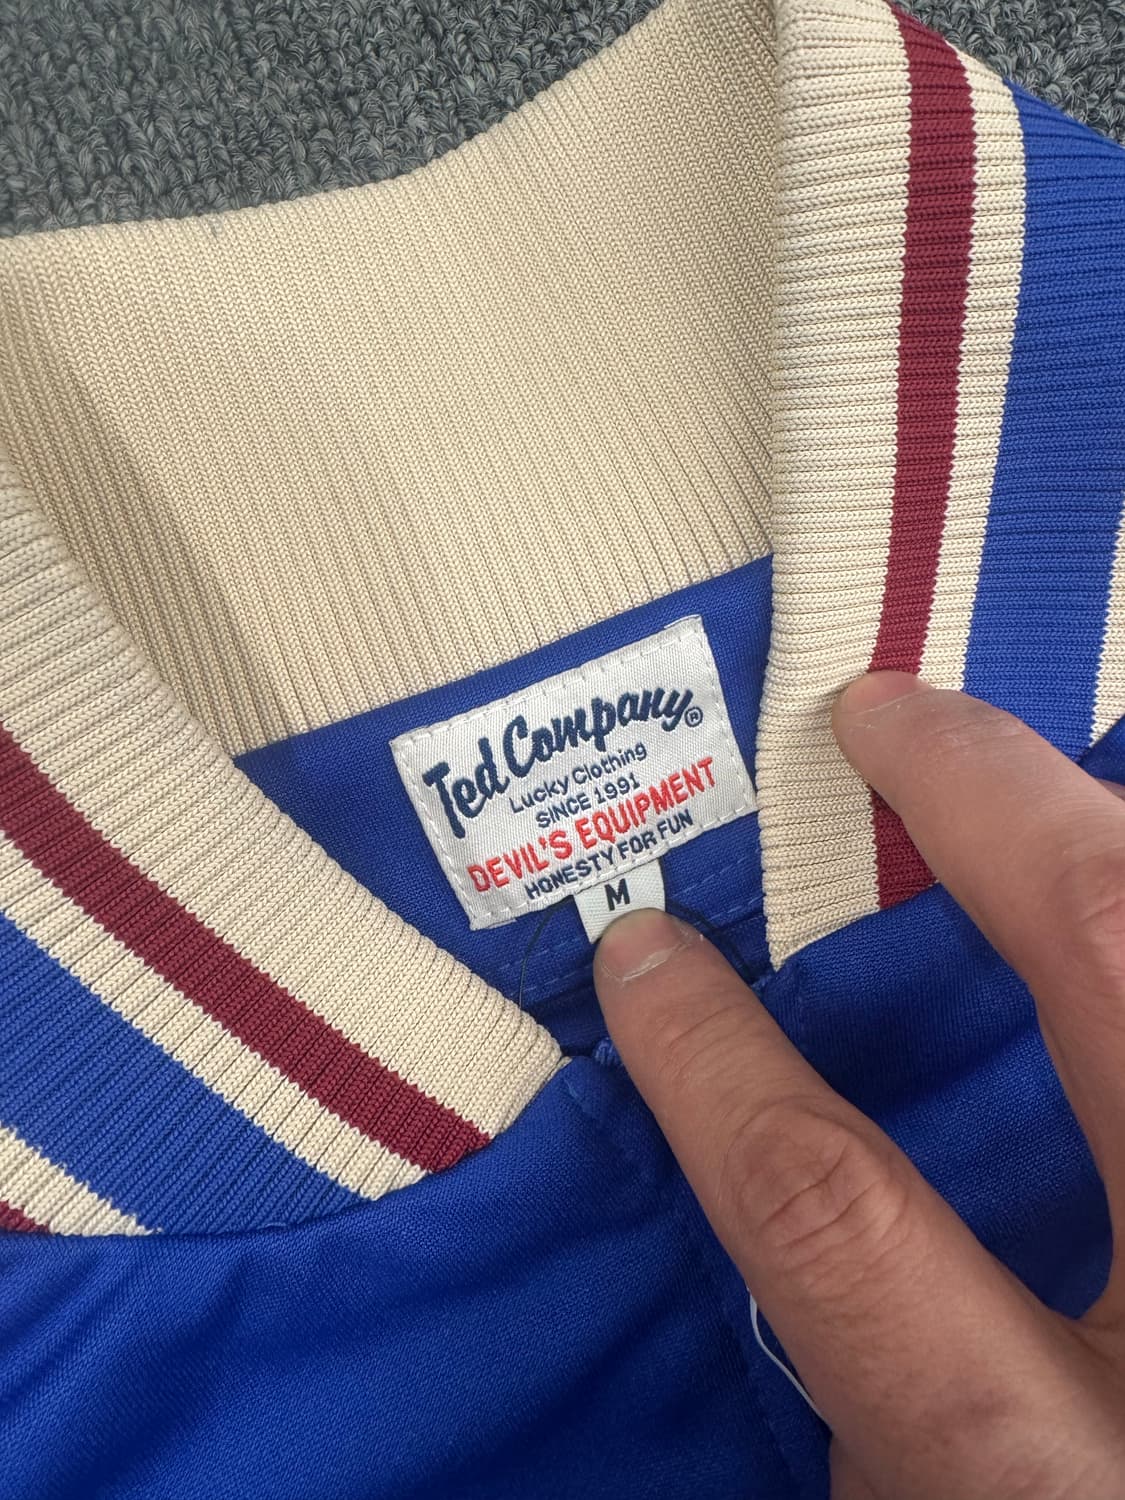 Ted Company®
Lucky Clothing
SINCE 1991
DEVIL'S EQUIPMENT
HONESTY FOR FUN
M